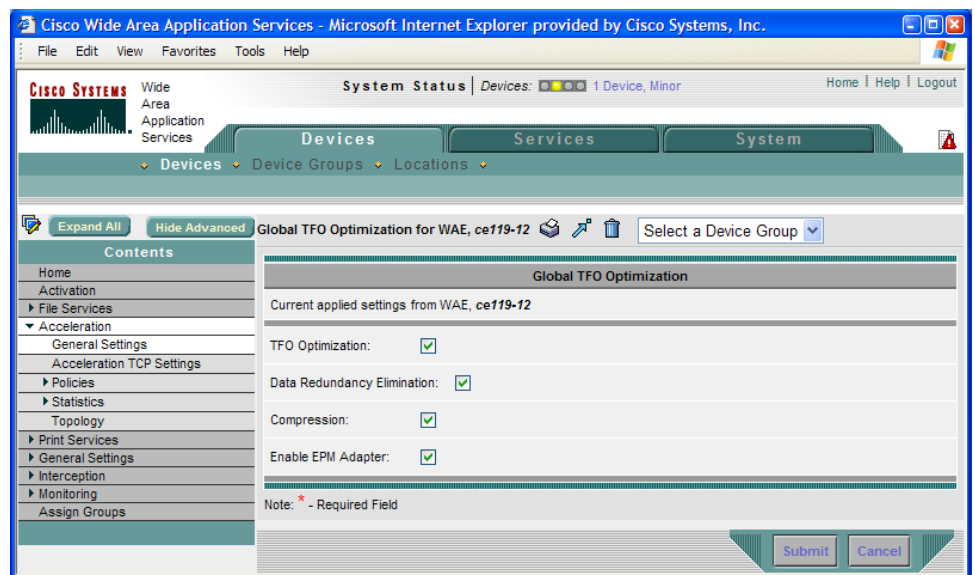 Cisco Wide Area Application Services - Microsoft Internet Explorer provided by Cisco Systems, Inc.
File Edit View Favorites Tools Help
CISCO SYSTEMS
Wide
Area
Application
Services
System Status Devices: 1 Device, Minor
Home | Help | Logout
Devices Services System
Devices Device Groups Locations
Expand All Hide Advanced
Global TFO Optimization for WAE, ce119-12
Select a Device Group
Contents
Home
Activation
File Services
Acceleration
General Settings
Acceleration TCP Settings
Policies
Statistics
Topology
Print Services
General Settings
Interception
Monitoring
Assign Groups
Global TFO Optimization
Current applied settings from WAE, ce119-12
TFO Optimization:
Data Redundancy Elimination:
Compression:
Enable EPM Adapter:
Note: * - Required Field
Submit Cancel